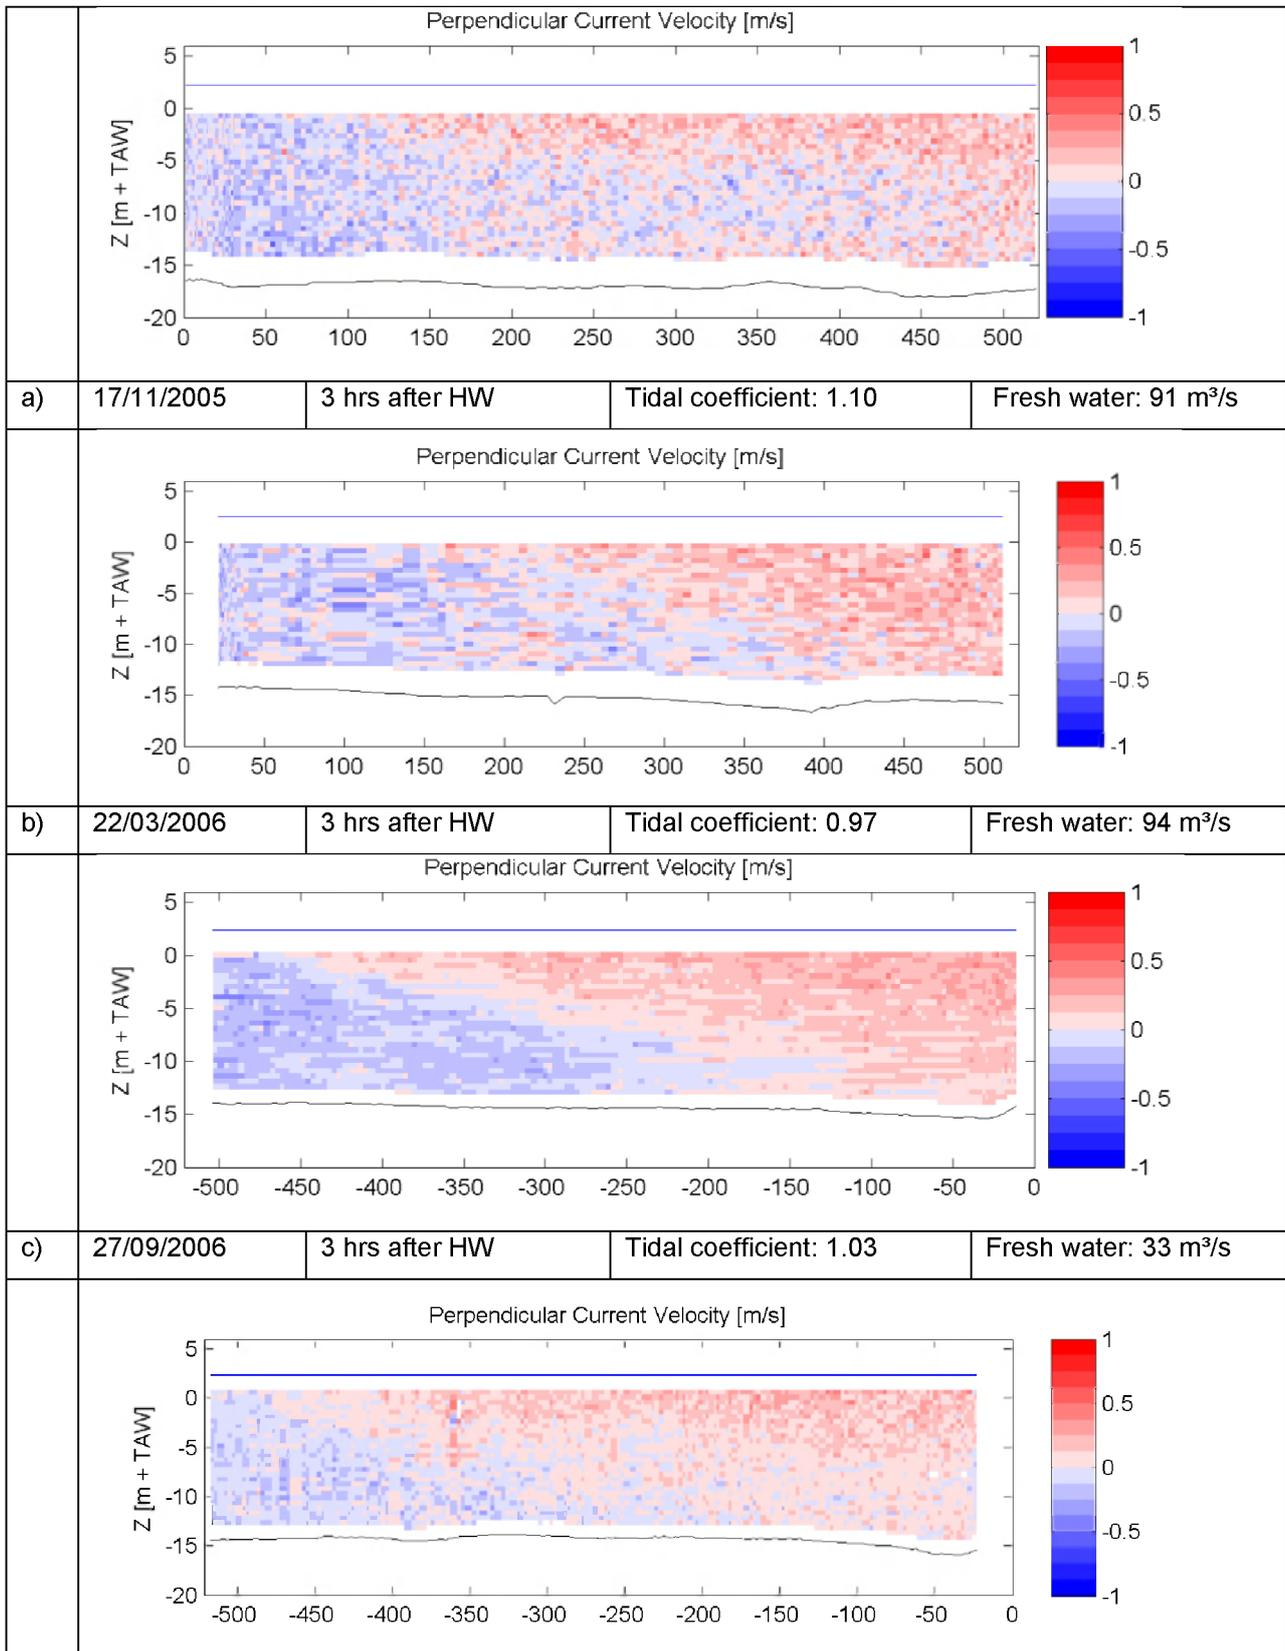 Perpendicular Current Velocity [m/s]
5
0
-5
-10
-15
-20
Z [m + TAW]
0 50 100 150 200 250 300 350 400 450 500
1
0.5
0
-0.5
-1
a) 17/11/2005 3 hrs after HW Tidal coefficient: 1.10 Fresh water: 91 m³/s
Perpendicular Current Velocity [m/s]
5
0
-5
-10
-15
-20
Z [m + TAW]
0 50 100 150 200 250 300 350 400 450 500
1
0.5
0
-0.5
-1
b) 22/03/2006 3 hrs after HW Tidal coefficient: 0.97 Fresh water: 94 m³/s
Perpendicular Current Velocity [m/s]
5
0
-5
-10
-15
-20
Z [m + TAW]
-500 -450 -400 -350 -300 -250 -200 -150 -100 -50 0
1
0.5
0
-0.5
-1
c) 27/09/2006 3 hrs after HW Tidal coefficient: 1.03 Fresh water: 33 m³/s
Perpendicular Current Velocity [m/s]
5
0
-5
-10
-15
-20
Z [m + TAW]
-500 -450 -400 -350 -300 -250 -200 -150 -100 -50 0
1
0.5
0
-0.5
-1